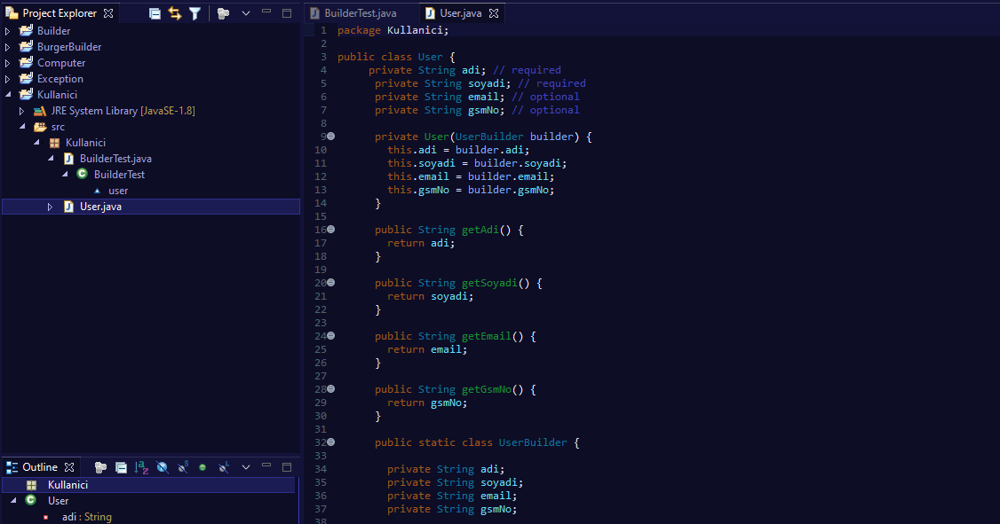 Project Explorer
Builder
BurgerBuilder
Computer
Exception
Kullanici
JRE System Library [JavaSE-1.8]
src
Kullanici
BuilderTest.java
BuilderTest
user
User.java
Outline
Kullanici
User
adi : String
BuilderTest.java
User.java
1 package Kullanici;
2
3 public class User {
4 private String adi; // required
5 private String soyadi; // required
6 private String email; // optional
7 private String gsmNo; // optional
8
9 private User(UserBuilder builder) {
10 this.adi = builder.adi;
11 this.soyadi = builder.soyadi;
12 this.email = builder.email;
13 this.gsmNo = builder.gsmNo;
14 }
15
16 public String getAdi() {
17 return adi;
18 }
19
20 public String getSoyadi() {
21 return soyadi;
22 }
23
24 public String getEmail() {
25 return email;
26 }
27
28 public String getGsmNo() {
29 return gsmNo;
30 }
31
32 public static class UserBuilder {
33
34 private String adi;
35 private String soyadi;
36 private String email;
37 private String gsmNo;
38